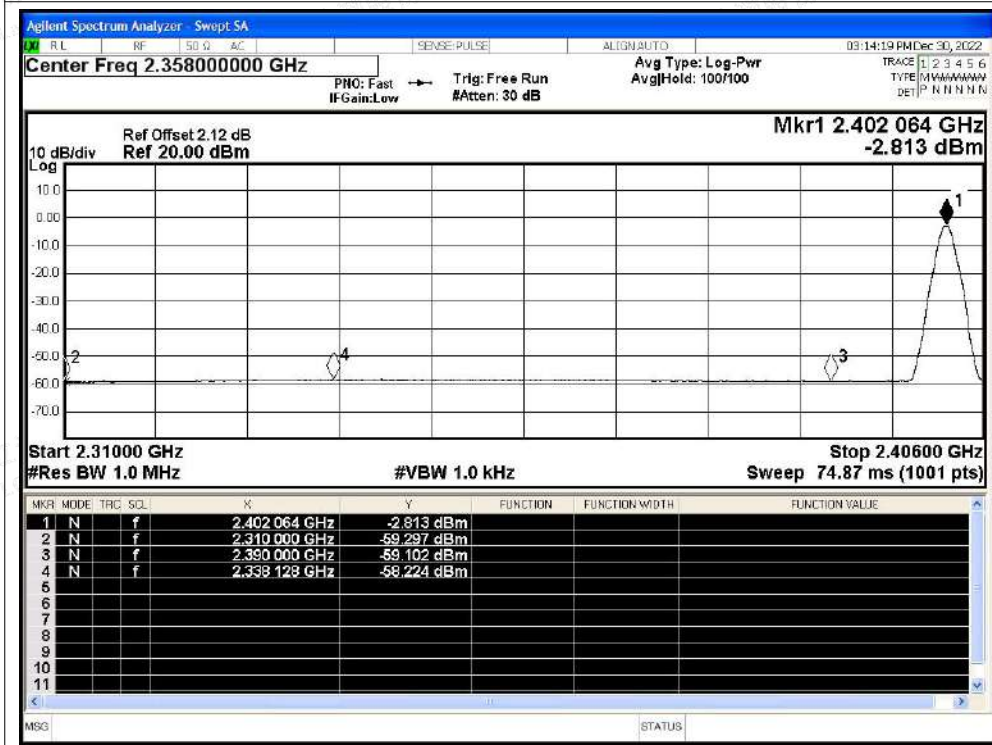 Agilent Spectrum Analyzer - Swept SA
LXI RL RF 50 Ω AC SENSE:PULSE ALIGN AUTO 03:14:19 PM Dec 30, 2022
Center Freq 2.358000000 GHz
PNO: Fast
IFGain:Low
Trig: Free Run
#Atten: 30 dB
Avg Type: Log-Pwr
Avg|Hold: 100/100
TRACE 1 2 3 4 5 6
TYPE M
DET P N N N N N
Ref Offset 2.12 dB
10 dB/div Ref 20.00 dBm
Log
Mkr1 2.402 064 GHz
-2.813 dBm
10.0
0.00
-10.0
-20.0
-30.0
-40.0
-50.0
-60.0
-70.0
1
2
4
3
Start 2.31000 GHz Stop 2.40600 GHz
#Res BW 1.0 MHz #VBW 1.0 kHz Sweep 74.87 ms (1001 pts)
MKR MODE TRC SCL X Y FUNCTION FUNCTION WIDTH FUNCTION VALUE
1 N f 2.402 064 GHz -2.813 dBm
2 N f 2.310 000 GHz -59.297 dBm
3 N f 2.390 000 GHz -59.102 dBm
4 N f 2.338 128 GHz -58.224 dBm
5
6
7
8
9
10
11
MSG STATUS